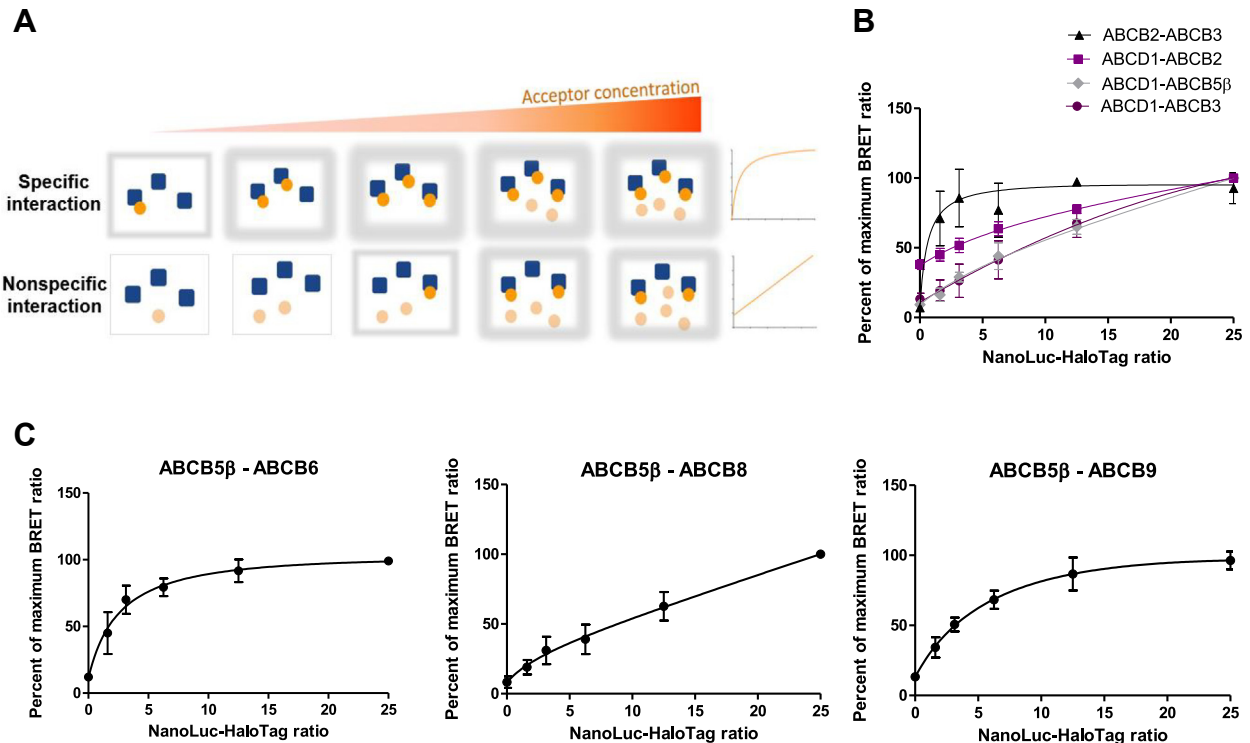 A
Acceptor concentration
Specific
interaction
Nonspecific
interaction
B
ABCB2-ABCB3
ABCD1-ABCB2
ABCD1-ABCB5β
ABCD1-ABCB3
Percent of maximum BRET ratio
150
100
50
0
0 5 10 15 20 25
NanoLuc-HaloTag ratio
C
ABCB5β - ABCB6
Percent of maximum BRET ratio
150
100
50
0
0 5 10 15 20 25
NanoLuc-HaloTag ratio
ABCB5β - ABCB8
Percent of maximum BRET ratio
150
100
50
0
0 5 10 15 20 25
NanoLuc-HaloTag ratio
ABCB5β - ABCB9
Percent of maximum BRET ratio
150
100
50
0
0 5 10 15 20 25
NanoLuc-HaloTag ratio